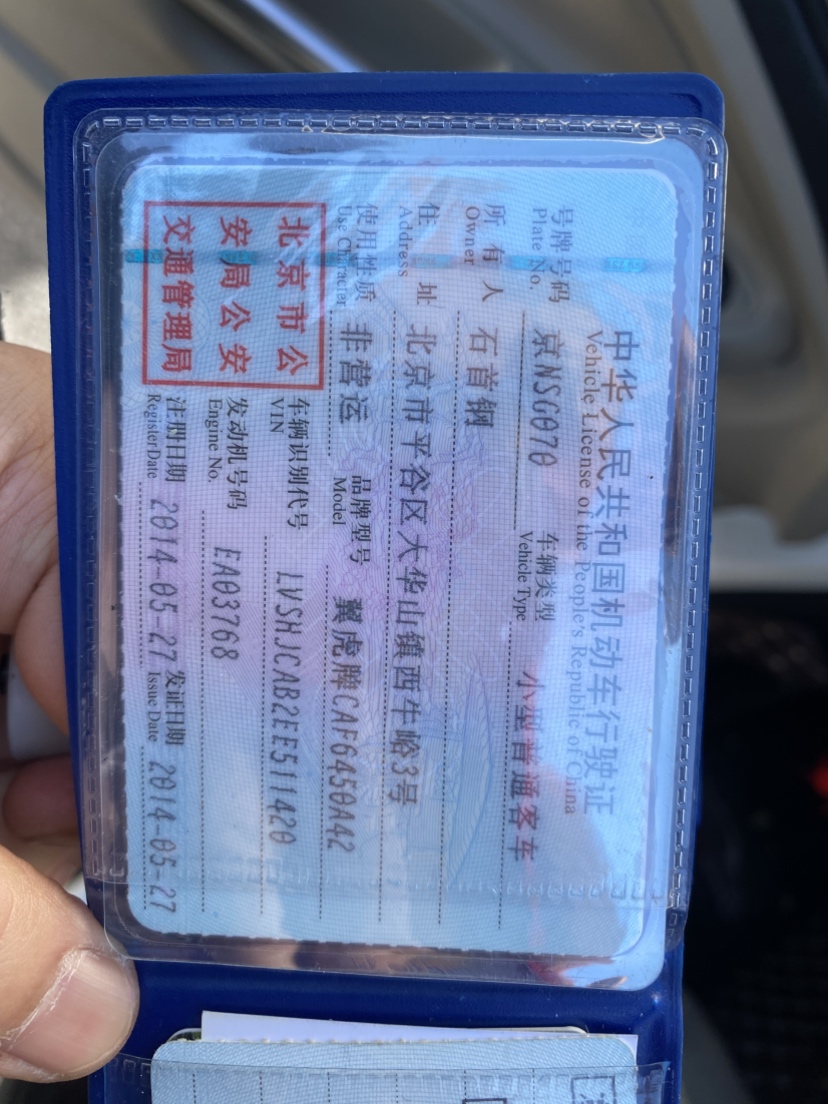 中华人民共和国机动车行驶证
Vehicle License of the People's Republic of China
号牌号码 京NSG070 车辆类型 小型普通客车
Plate No. Vehicle Type
所有人 石首钢
Owner
住址 北京市平谷区大华山镇西牛峪3号
Address
使用性质 非营运 品牌型号 翼虎牌CAF6450A42
Use Character Model
车辆识别代号 LVSHJCAB2EE511420
VIN
发动机号码 EA03768
Engine No.
注册日期 2014-05-27 发证日期 2014-05-27
Register Date Issue Date
北京市公
安局公安
交通管理局